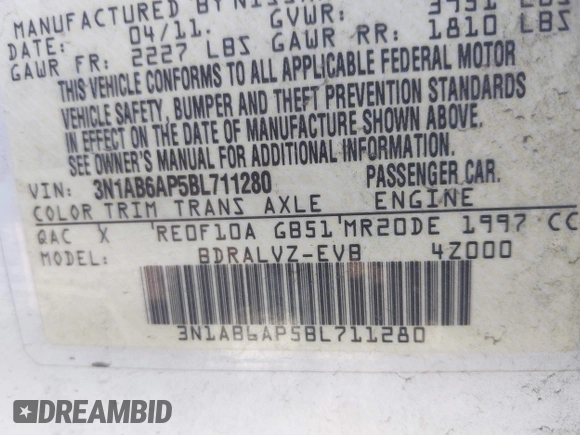 MANUFACTURED BY NISSAN
DATE: 04/11. GVWR: 3951 LBS
GAWR FR: 2227 LBS GAWR RR: 1810 LBS
THIS VEHICLE CONFORMS TO ALL APPLICABLE FEDERAL MOTOR
VEHICLE SAFETY, BUMPER AND THEFT PREVENTION STANDARDS
IN EFFECT ON THE DATE OF MANUFACTURE SHOWN ABOVE.
SEE OWNER'S MANUAL FOR ADDITIONAL INFORMATION.
VIN: 3N1AB6AP5BL711280 PASSENGER CAR.
COLOR TRIM TRANS AXLE ENGINE
QAC X 'RE0F10A GB51'MR20DE 1997 CC
MODEL: BDRALVZ-EVB 4Z000
3N1AB6AP5BL711280
DREAMBID